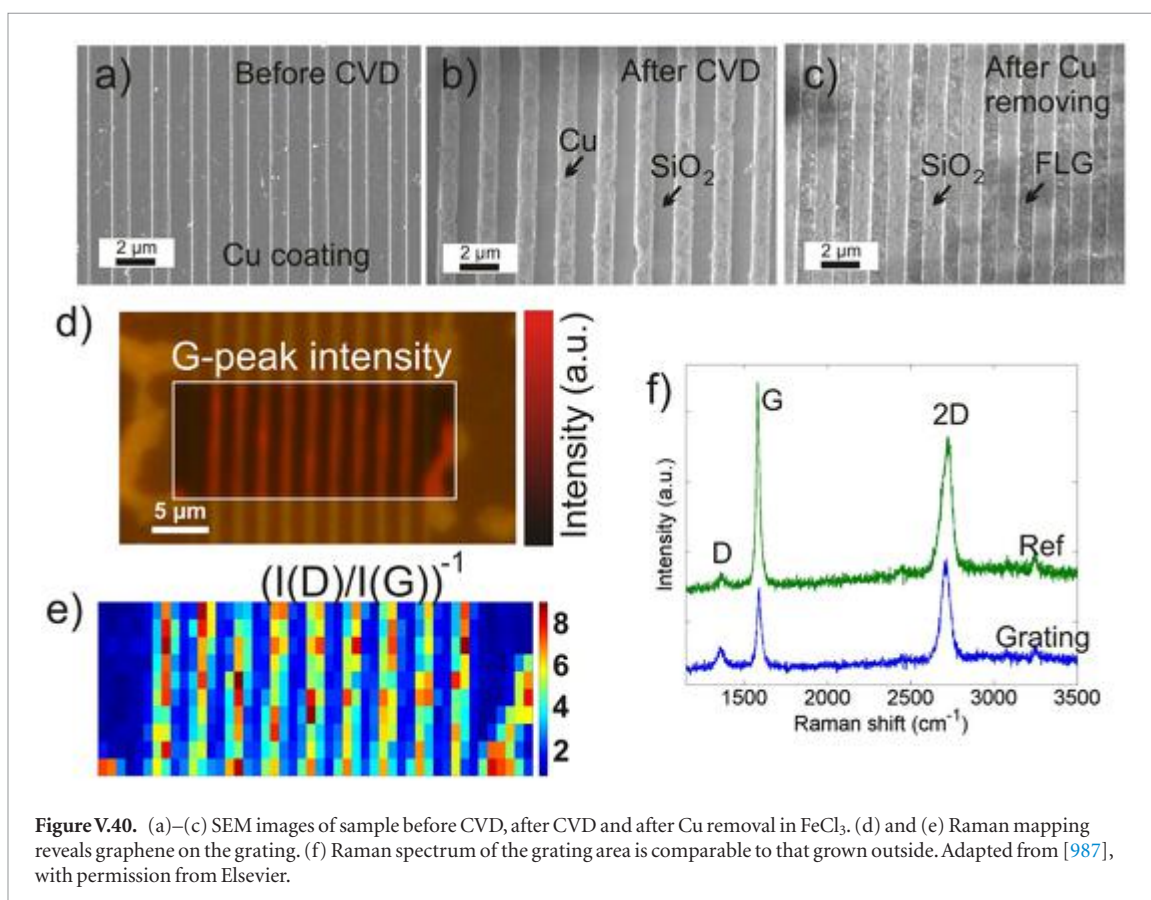 a)
Before CVD
2 µm
Cu coating
b)
After CVD
Cu
SiO₂
2 µm
c)
After Cu
removing
SiO₂
FLG
2 µm
d)
G-peak intensity
5 µm
Intensity (a.u.)
e)
(I(D)/I(G))⁻¹
8
6
4
2
f)
G
2D
D
Ref
Grating
Intensity (a.u.)
1500
2000
2500
3000
3500
Raman shift (cm⁻¹)
Figure V.40. (a)–(c) SEM images of sample before CVD, after CVD and after Cu removal in FeCl₃. (d) and (e) Raman mapping
reveals graphene on the grating. (f) Raman spectrum of the grating area is comparable to that grown outside. Adapted from [987],
with permission from Elsevier.